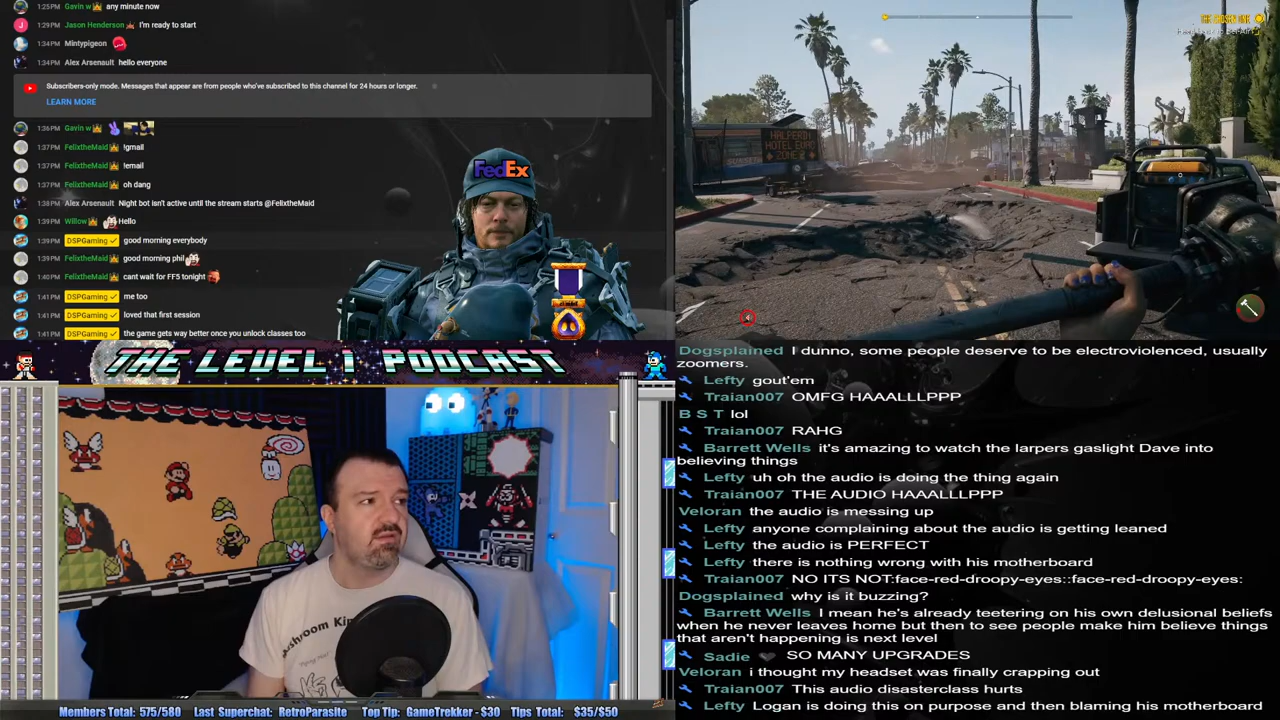 1:25PM Gavin w any minute now
1:29PM Jason Henderson I'm ready to start
1:34PM Mintypigeon
1:34PM Alex Arsenault hello everyone
Subscribers-only mode. Messages that appear are from people who've subscribed to this channel for 24 hours or longer.
LEARN MORE
1:36PM Gavin w
1:37PM FelixtheMaid !gmail
1:37PM FelixtheMaid !email
1:37PM FelixtheMaid oh dang
1:38PM Alex Arsenault Night bot isn't active until the stream starts @FelixtheMaid
1:39PM Willow Hello
1:39PM DSPGaming good morning everybody
1:39PM FelixtheMaid good morning phil
1:40PM FelixtheMaid cant wait for FF5 tonight
1:41PM DSPGaming me too
1:41PM DSPGaming loved that first session
1:41PM DSPGaming the game gets way better once you unlock classes too
FedEx
THE CHOSEN ONE
HALPERIN
HOTEL EURO
ZONE
THE LEVEL 1 PODCAST
Dogsplained I dunno, some people deserve to be electroviolenced, usually
zoomers.
Lefty gout'em
Traian007 OMFG HAAALLLPPP
B S T lol
Traian007 RAHG
Barrett Wells it's amazing to watch the larpers gaslight Dave into
believing things
Lefty uh oh the audio is doing the thing again
Traian007 THE AUDIO HAAALLLPPP
Veloran the audio is messing up
Lefty anyone complaining about the audio is getting leaned
Lefty the audio is PERFECT
Lefty there is nothing wrong with his motherboard
Traian007 NO ITS NOT:face-red-droopy-eyes::face-red-droopy-eyes:
Dogsplained why is it buzzing?
Barrett Wells I mean he's already teetering on his own delusional beliefs
when he never leaves home but then to see people make him believe things
that aren't happening is next level
Sadie SO MANY UPGRADES
Veloran i thought my headset was finally crapping out
Traian007 This audio disasterclass hurts
Lefty Logan is doing this on purpose and then blaming his motherboard
Members Total: 575/580 Last Superchat: RetroParasite Top Tip: GameTrekker - $30 Tips Total: $35/$50